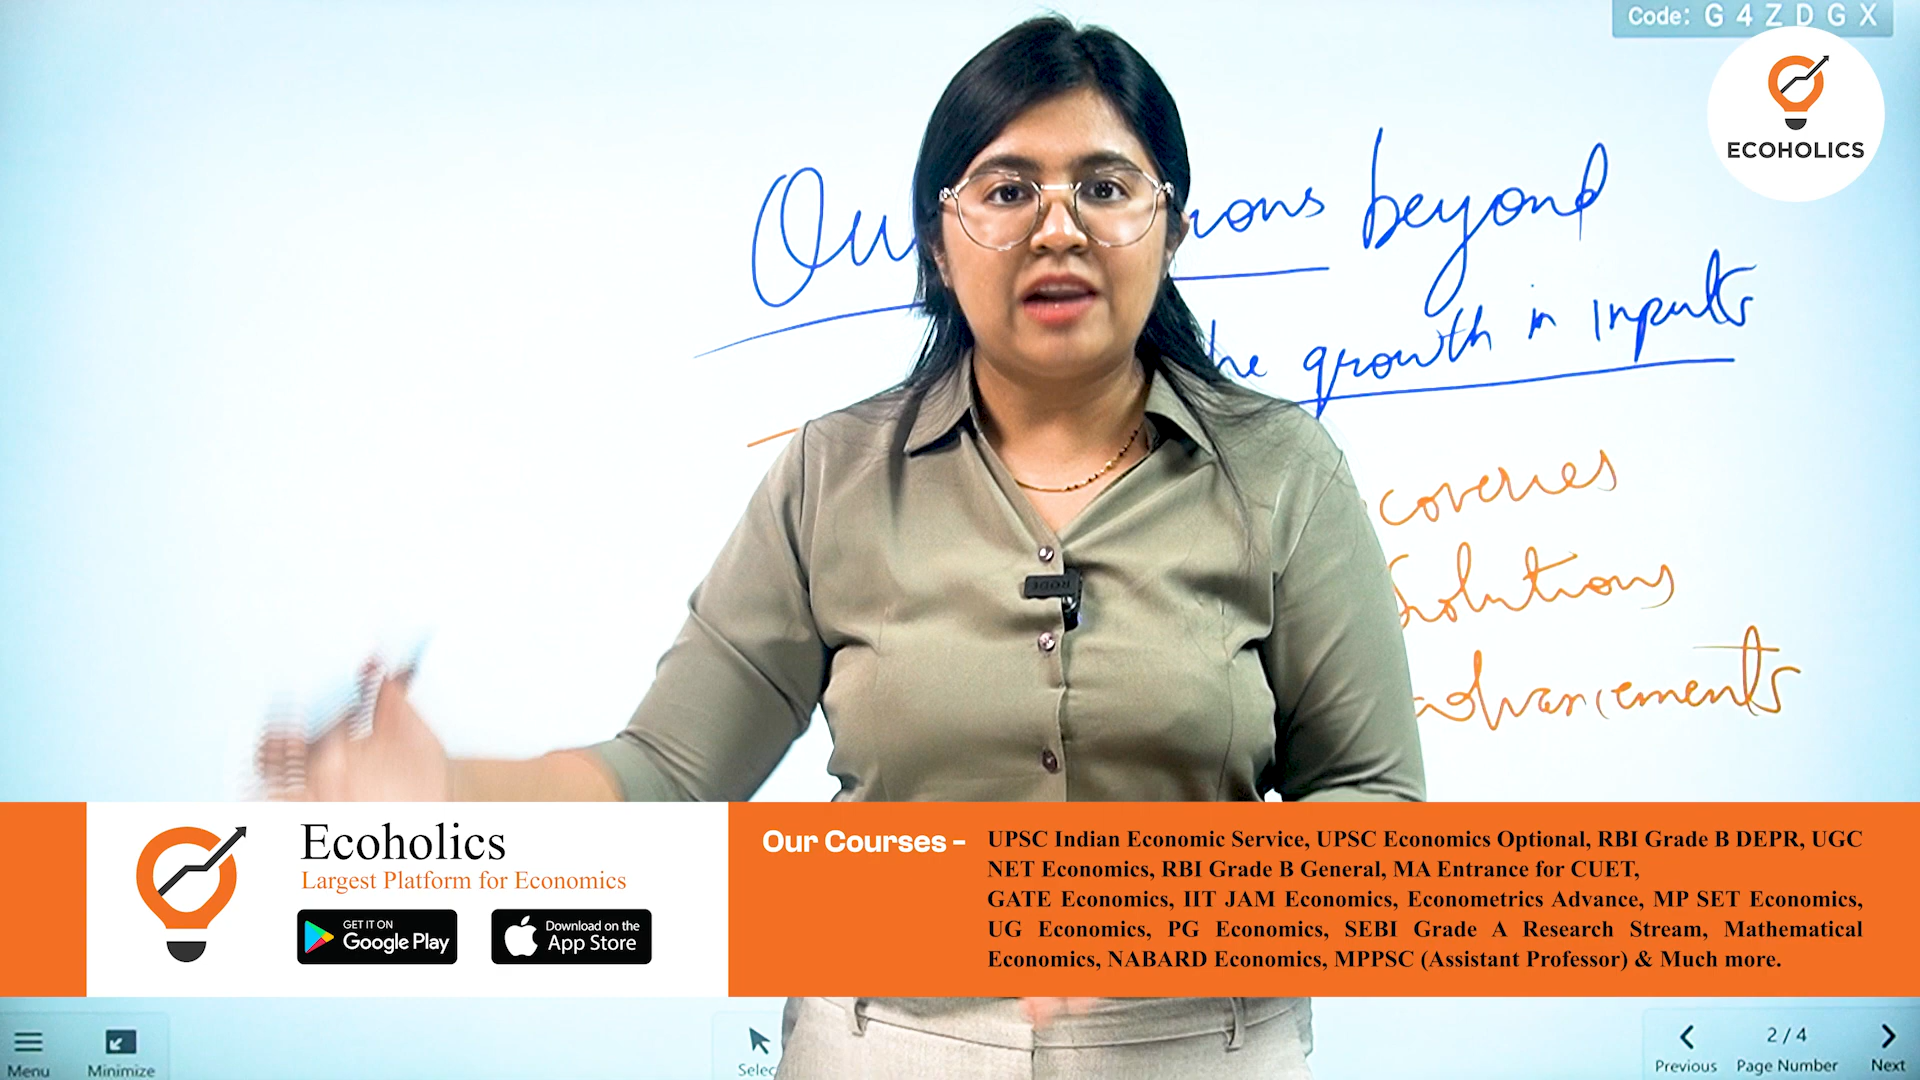 Code: G 4 Z D G X
ECOHOLICS
beyond
growth in inputs
Solutions
advancements
RODE
Ecoholics
Largest Platform for Economics
GET IT ON
Google Play
Download on the
App Store
Our Courses -
UPSC Indian Economic Service, UPSC Economics Optional, RBI Grade B DEPR, UGC
NET Economics, RBI Grade B General, MA Entrance for CUET,
GATE Economics, IIT JAM Economics, Econometrics Advance, MP SET Economics,
UG Economics, PG Economics, SEBI Grade A Research Stream, Mathematical
Economics, NABARD Economics, MPPSC (Assistant Professor) & Much more.
Menu
Minimize
Previous
2 / 4
Page Number
Next